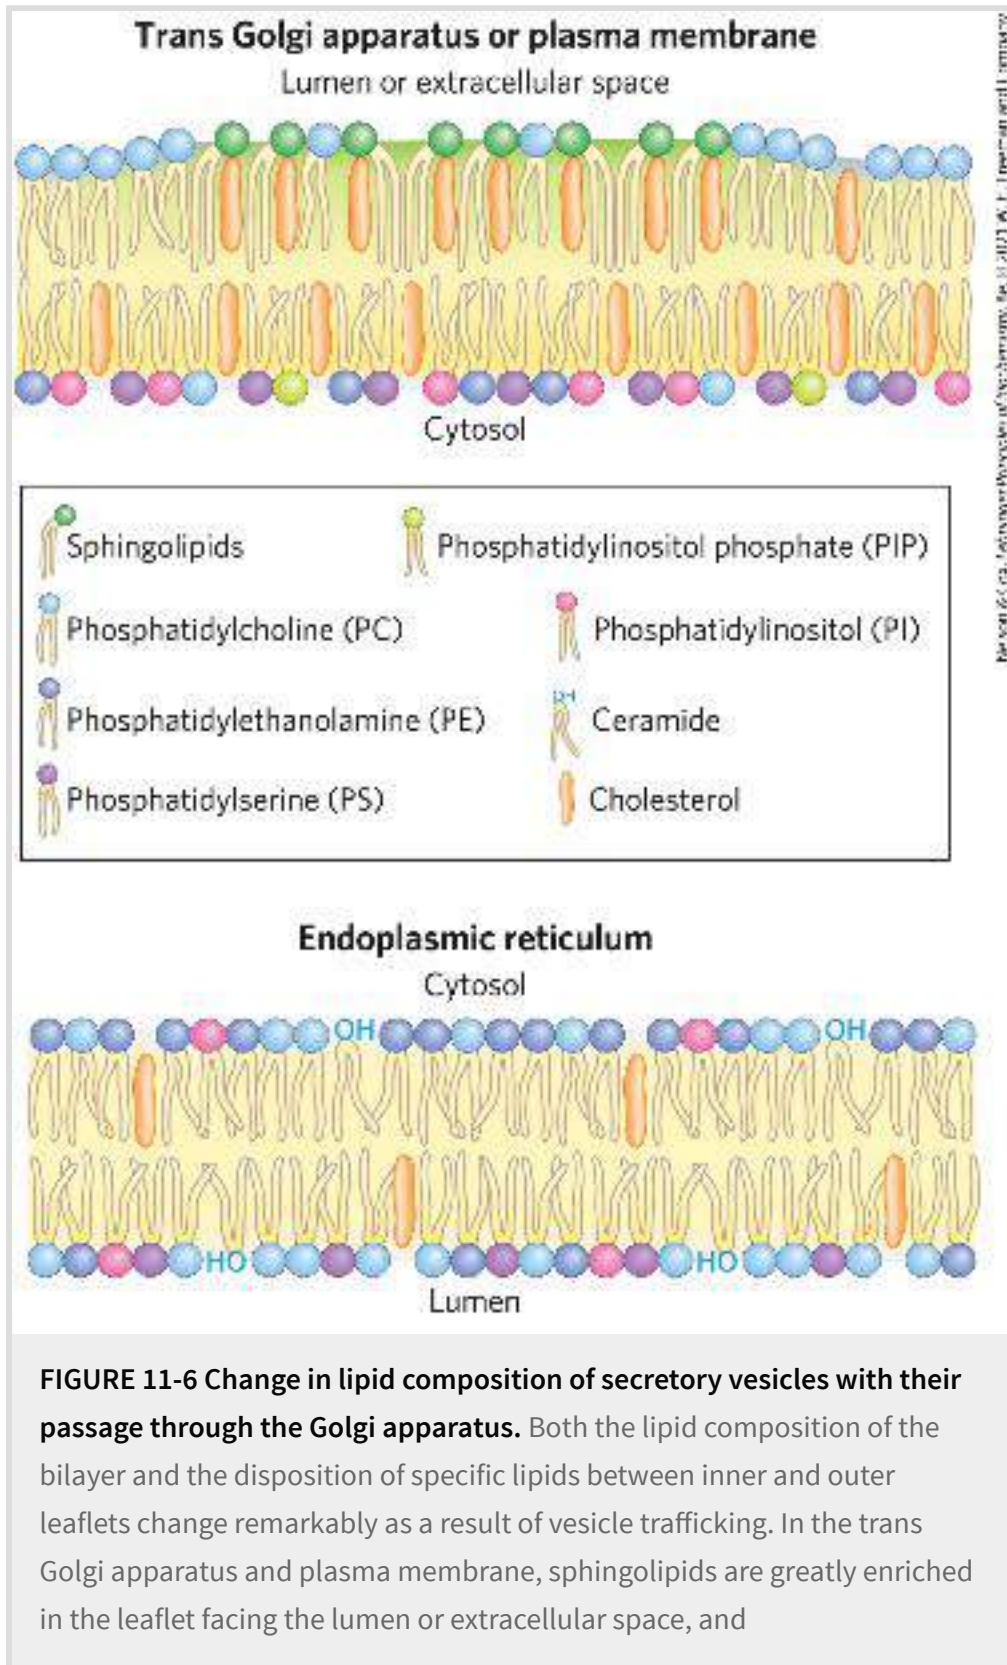 Trans Golgi apparatus or plasma membrane
Lumen or extracellular space
Cytosol
Sphingolipids
Phosphatidylinositol phosphate (PIP)
Phosphatidylcholine (PC)
Phosphatidylinositol (PI)
Phosphatidylethanolamine (PE)
OH
Ceramide
Phosphatidylserine (PS)
Cholesterol
Endoplasmic reticulum
Cytosol
OH
OH
HO
HO
Lumen
FIGURE 11-6 Change in lipid composition of secretory vesicles with their
passage through the Golgi apparatus. Both the lipid composition of the
bilayer and the disposition of specific lipids between inner and outer
leaflets change remarkably as a result of vesicle trafficking. In the trans
Golgi apparatus and plasma membrane, sphingolipids are greatly enriched
in the leaflet facing the lumen or extracellular space, and